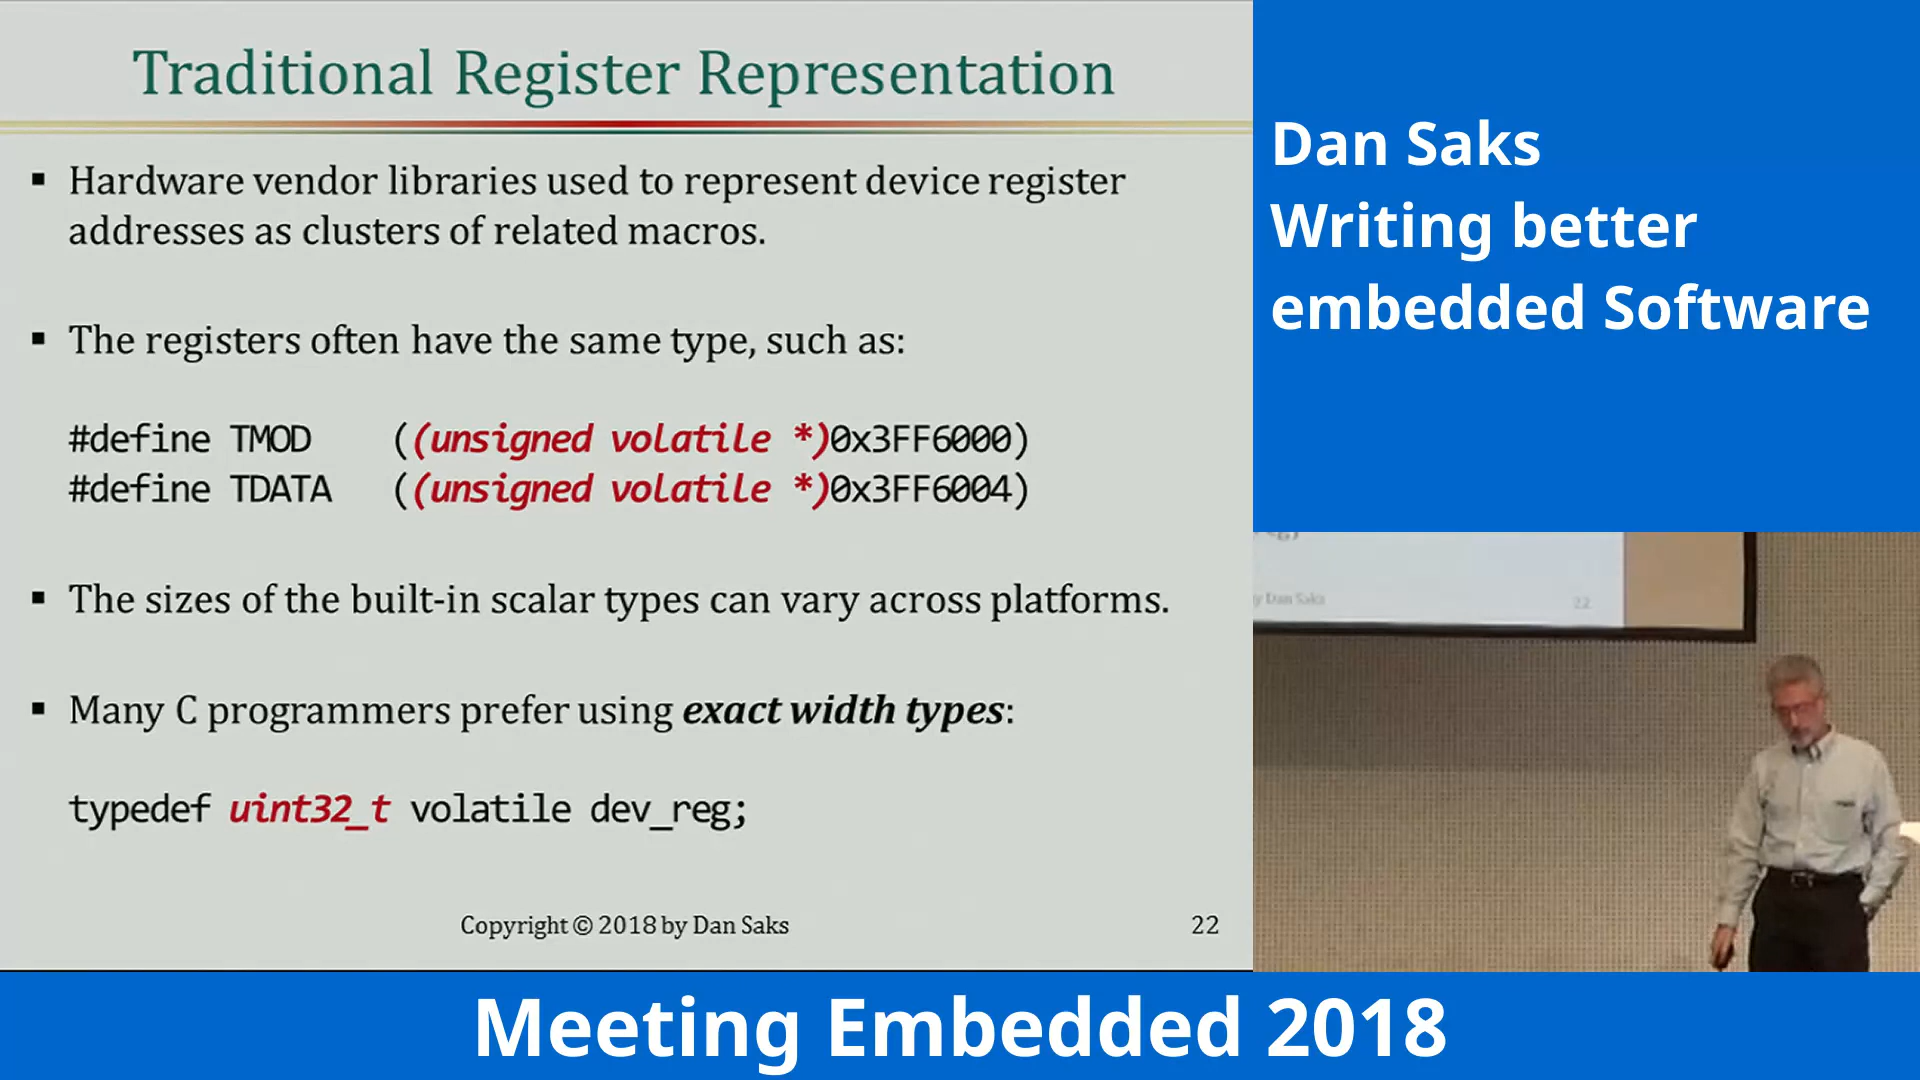 Traditional Register Representation
▪ Hardware vendor libraries used to represent device register
addresses as clusters of related macros.
▪ The registers often have the same type, such as:
#define TMOD    ((unsigned volatile *)0x3FF6000)
#define TDATA   ((unsigned volatile *)0x3FF6004)
▪ The sizes of the built-in scalar types can vary across platforms.
▪ Many C programmers prefer using exact width types:
typedef uint32_t volatile dev_reg;
Copyright © 2018 by Dan Saks
22
Dan Saks
Writing better
embedded Software
y Dan Saks
22
Meeting Embedded 2018